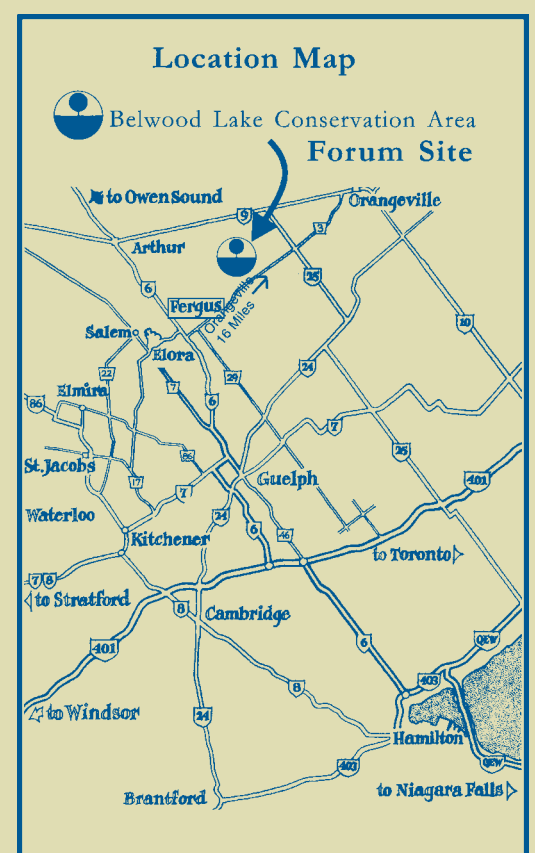 Location Map
Belwood Lake Conservation Area
Forum Site
to Owen Sound
Orangeville
9
3
Arthur
25
6
Orangeville
16 Miles
Fergus
10
Salem
Elora
22
7
29
24
Elmira
86
6
7
86
25
St. Jacobs
17
7
Guelph
401
24
Waterloo
6
46
Kitchener
to Toronto
7
8
to Stratford
8
Cambridge
6
401
QEW
403
8
to Windsor
24
Hamilton
403
QEW
to Niagara Falls
Brantford